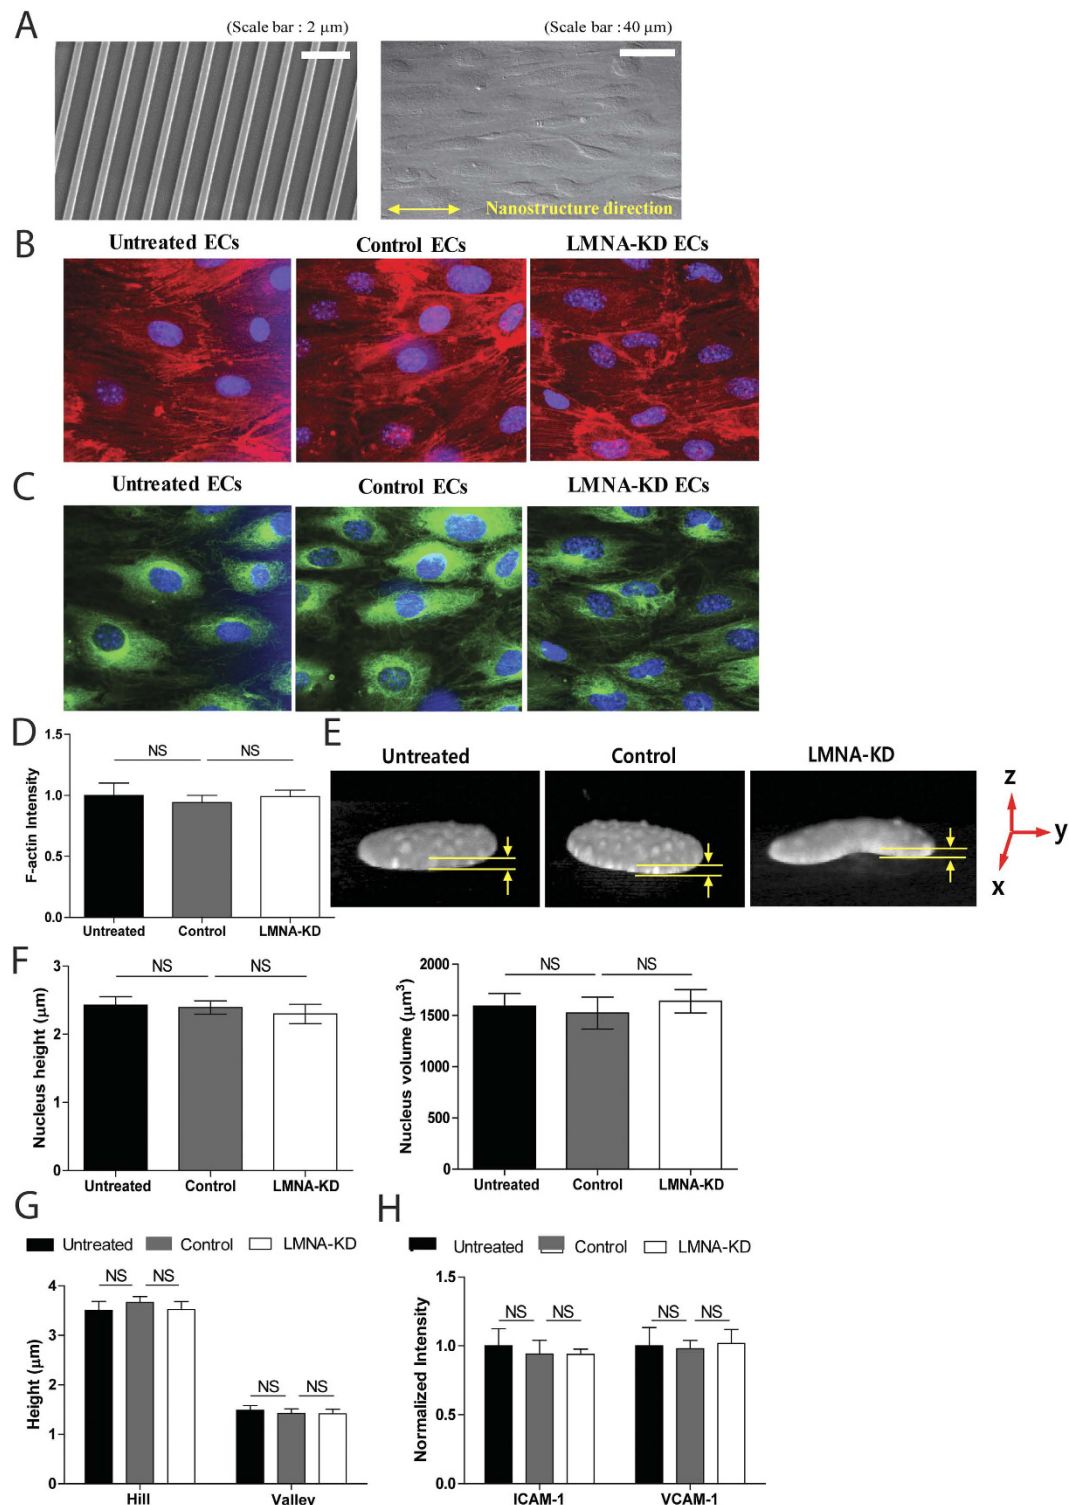 A
(Scale bar : 2 μm)
(Scale bar :40 μm)
Nanostructure direction
B
Untreated ECs
Control ECs
LMNA-KD ECs
C
Untreated ECs
Control ECs
LMNA-KD ECs
D
F-actin Intensity
1.5
1.0
0.5
0.0
NS
NS
Untreated
Control
LMNA-KD
E
Untreated
Control
LMNA-KD
z
y
x
F
Nucleus height (μm)
3
2
1
0
NS
NS
Untreated
Control
LMNA-KD
Nucleus volume (μm³)
2000
1500
1000
500
0
NS
NS
Untreated
Control
LMNA-KD
G
Untreated
Control
LMNA-KD
Height (μm)
4
3
2
1
0
NS
NS
NS
NS
Hill
Valley
H
Untreated
Control
LMNA-KD
Normalized Intensity
1.5
1.0
0.5
0.0
NS
NS
NS
NS
ICAM-1
VCAM-1